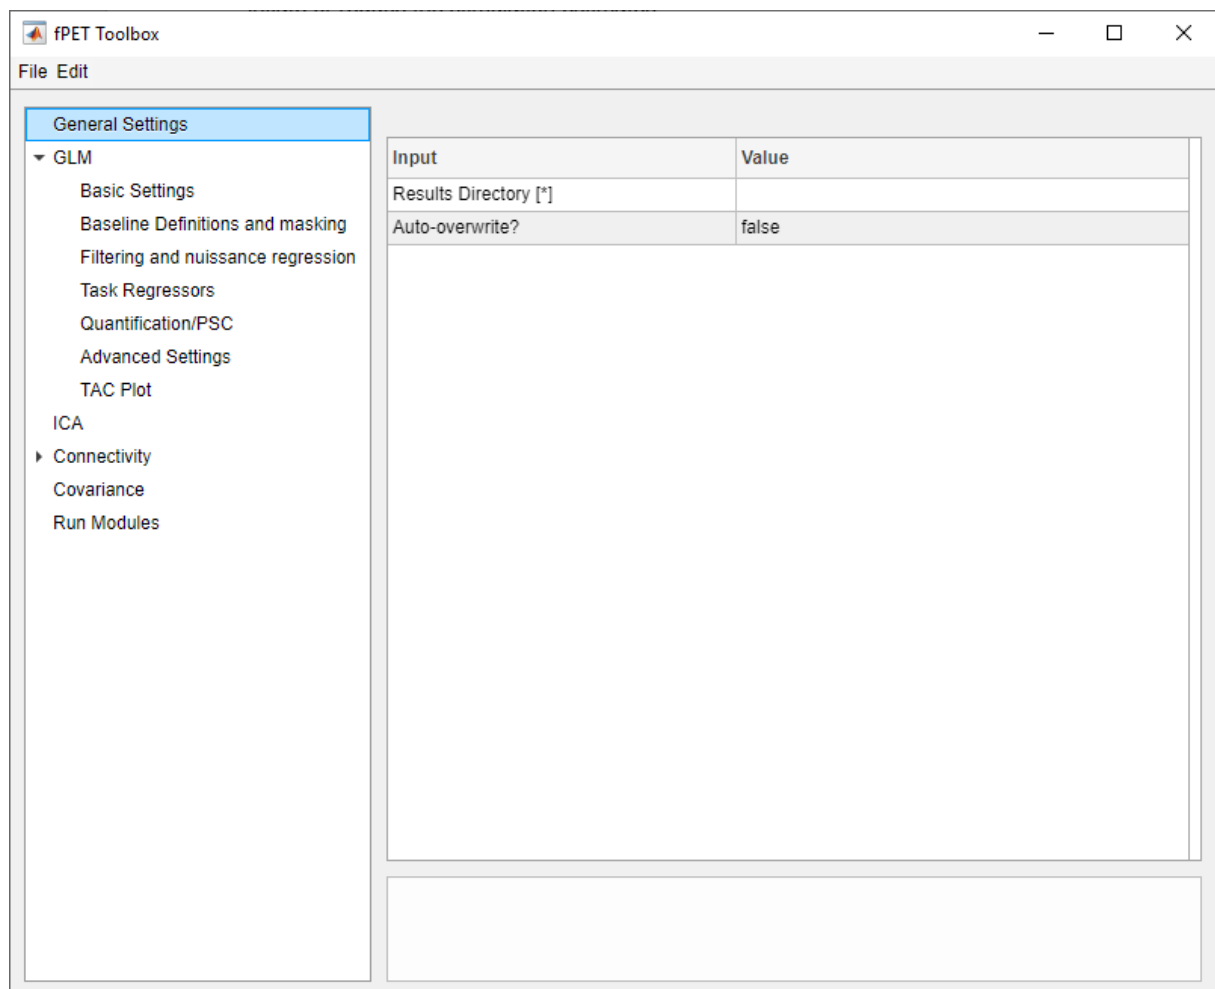 fPET Toolbox
File Edit
General Settings
GLM
Basic Settings
Baseline Definitions and masking
Filtering and nuissance regression
Task Regressors
Quantification/PSC
Advanced Settings
TAC Plot
ICA
Connectivity
Covariance
Run Modules
Input Value
Results Directory [*]
Auto-overwrite? false